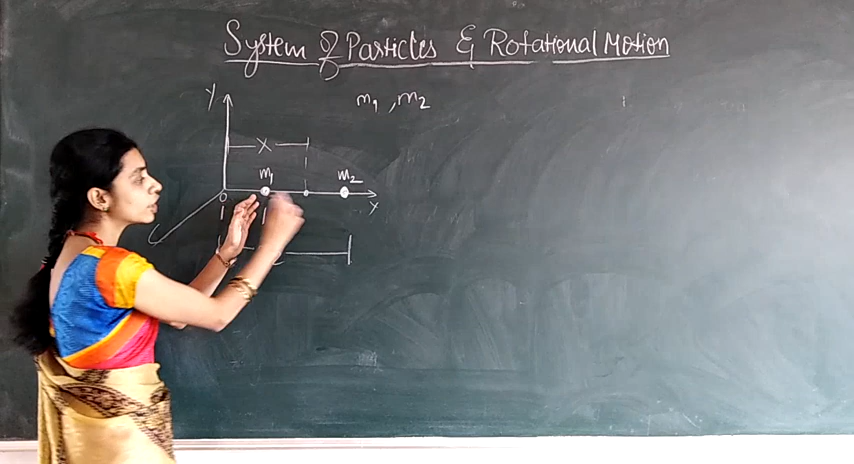 System of Particles & Rotational Motion
m1, m2
Y
X
m1 m2
O
X